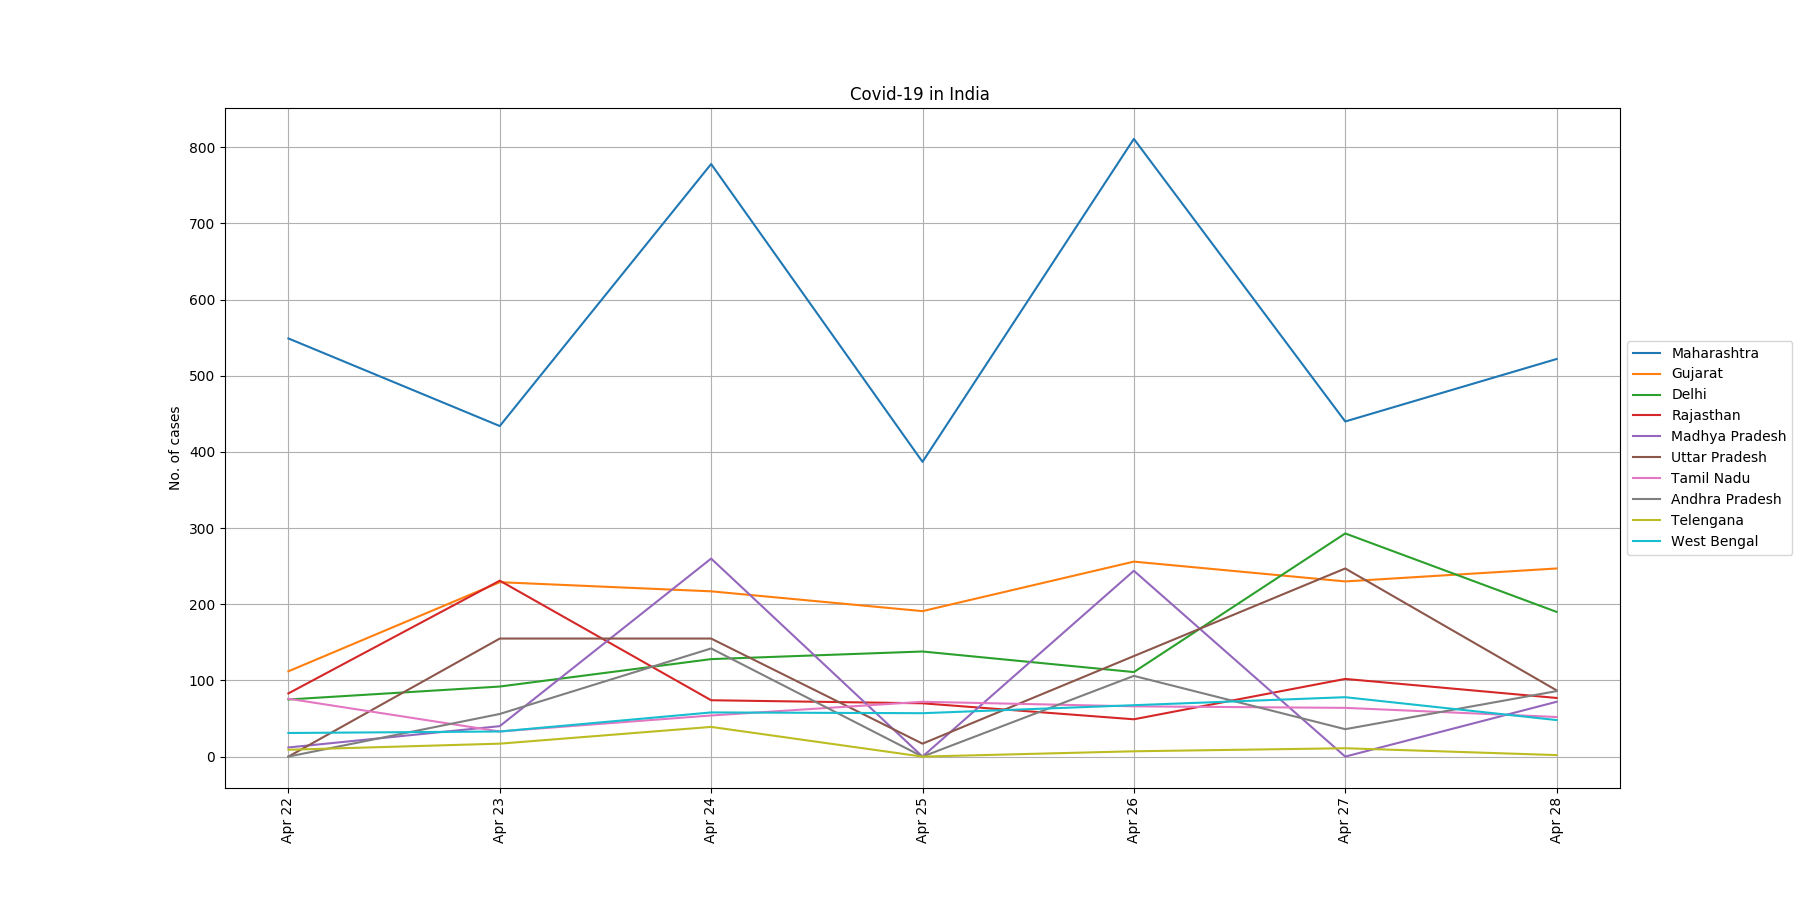 Covid-19 in India
No. of cases
800
700
600
500
400
300
200
100
0
Apr 22
Apr 23
Apr 24
Apr 25
Apr 26
Apr 27
Apr 28
Maharashtra
Gujarat
Delhi
Rajasthan
Madhya Pradesh
Uttar Pradesh
Tamil Nadu
Andhra Pradesh
Telengana
West Bengal